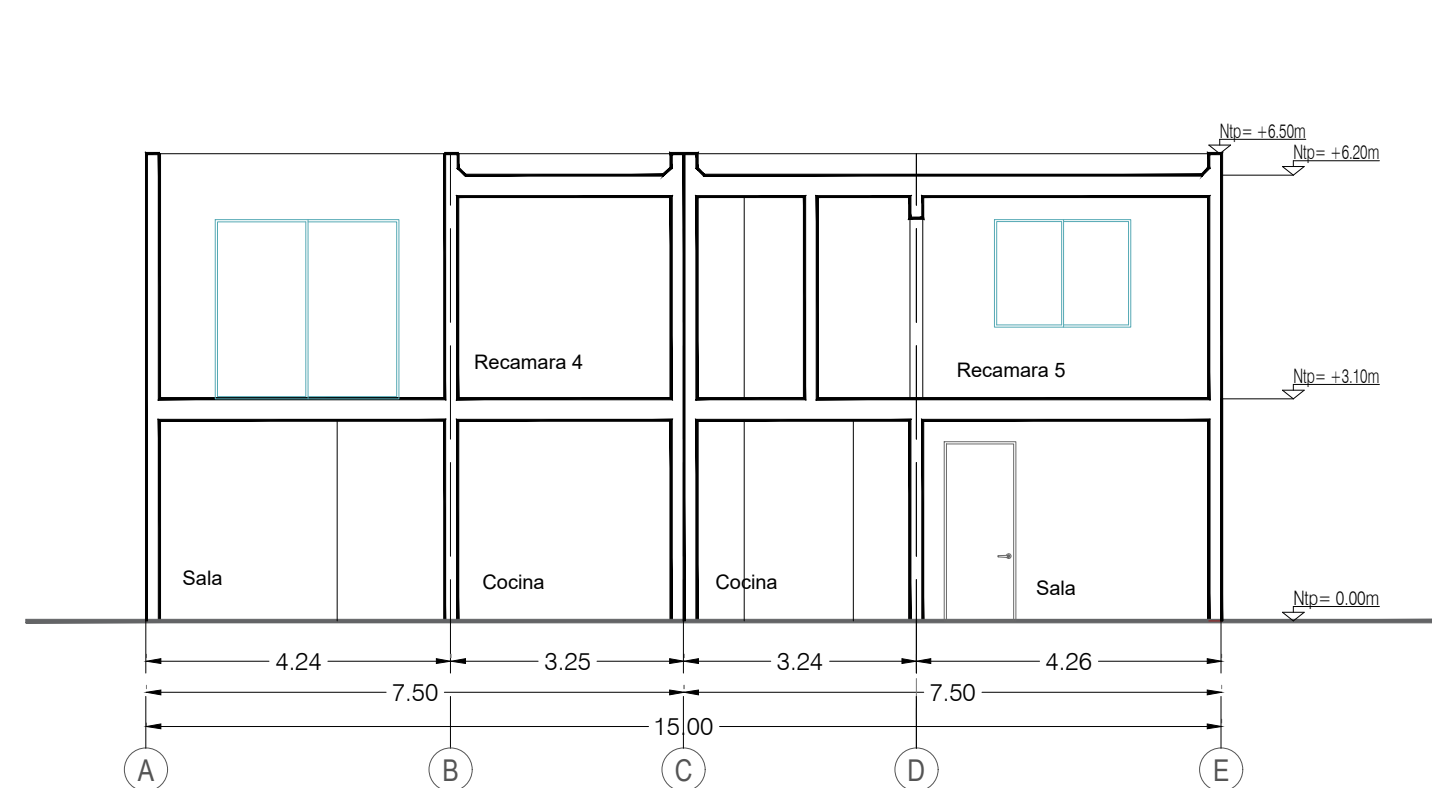 Ntp= +6.50m
Ntp= +6.20m
Recamara 4
Recamara 5
Ntp= +3.10m
Sala
Cocina
Cocina
Sala
Ntp= 0.00m
4.24
3.25
3.24
4.26
7.50
7.50
15.00
A
B
C
D
E